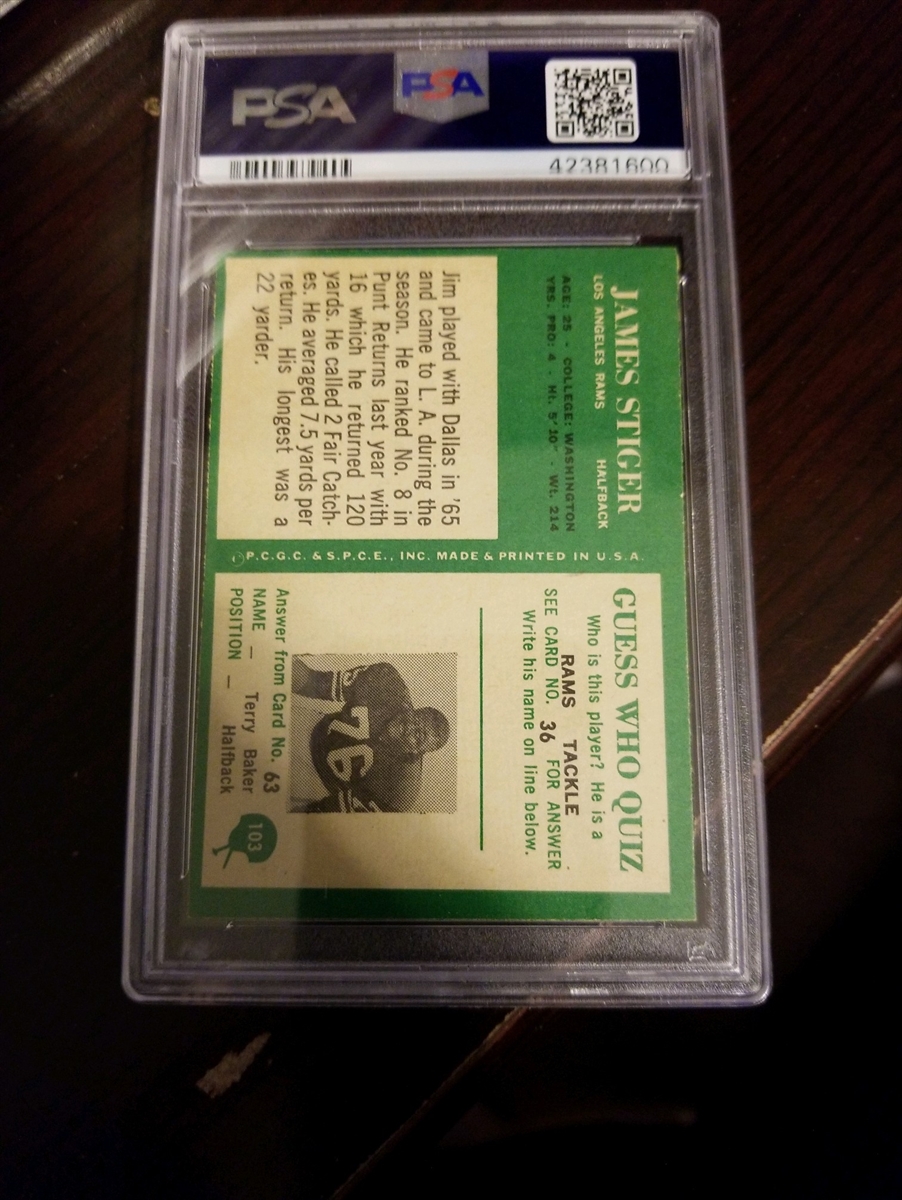 PSA
PSA
42381600
JAMES STIGER
LOS ANGELES RAMS HALFBACK
AGE: 25 - COLLEGE: WASHINGTON
YRS. PRO: 4 - Ht. 5'10" - Wt. 214
Jim played with Dallas in '65
and came to L. A. during the
season. He ranked No. 8 in
Punt Returns last year with
16 which he returned 120
yards. He called 2 Fair Catch-
es. He averaged 7.5 yards per
return. His longest was a
22 yarder.
©P.C.G.C. & S.P.C.E., INC. MADE & PRINTED IN U.S.A.
GUESS WHO QUIZ
Who is this player? He is a
RAMS TACKLE
SEE CARD NO. 36 FOR ANSWER
Write his name on line below.
76
Answer from Card No. 63
NAME — Terry Baker
POSITION — Halfback
103